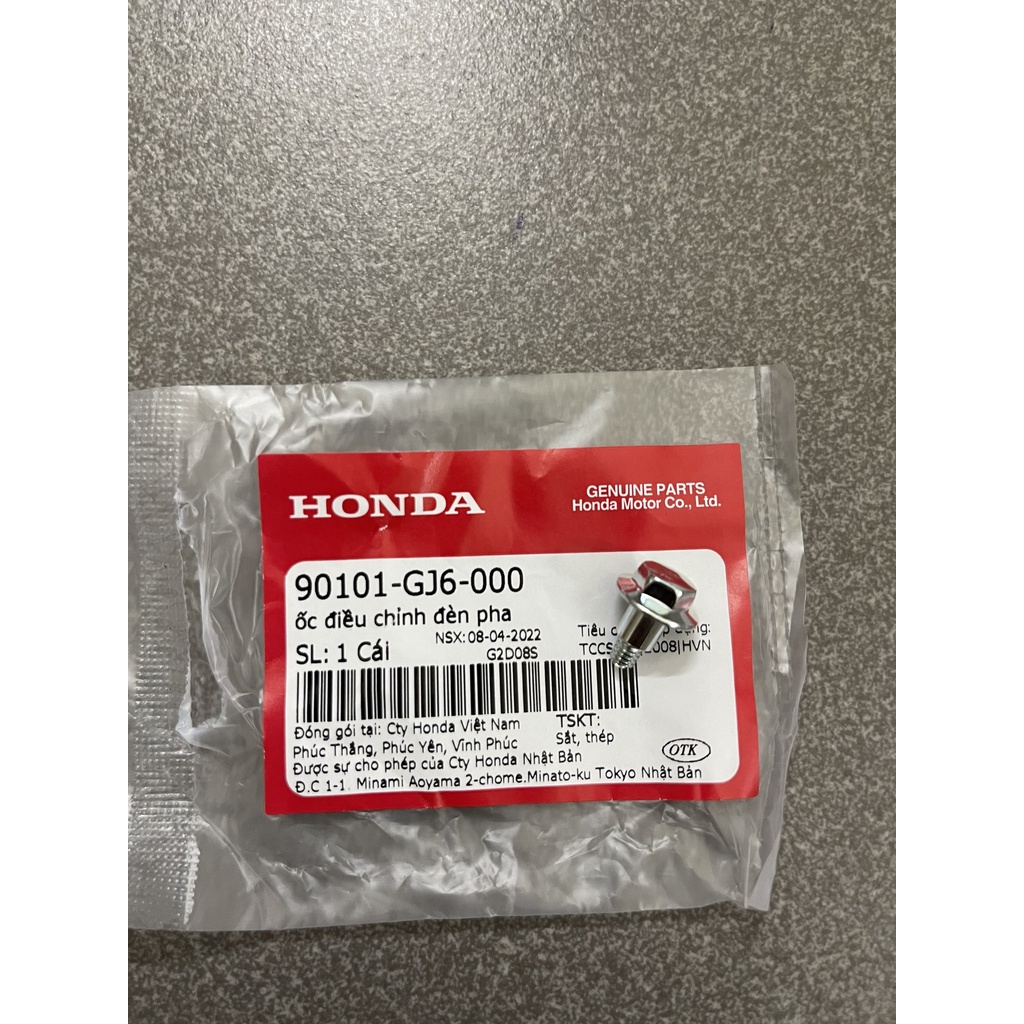 HONDA
GENUINE PARTS
Honda Motor Co., Ltd.
90101-GJ6-000
ốc điều chỉnh đèn pha
NSX: 08-04-2022
SL: 1 Cái
G2D08S
Tiêu
TCCS
Đóng gói tại: Cty Honda Việt Nam
Phúc Thắng, Phúc Yên, Vĩnh Phúc
TSKT:
Sắt, thép
Được sự cho phép của Cty Honda Nhật Bản
OTK
Đ.C 1-1. Minami Aoyama 2-chome.Minato-ku Tokyo Nhật Bản